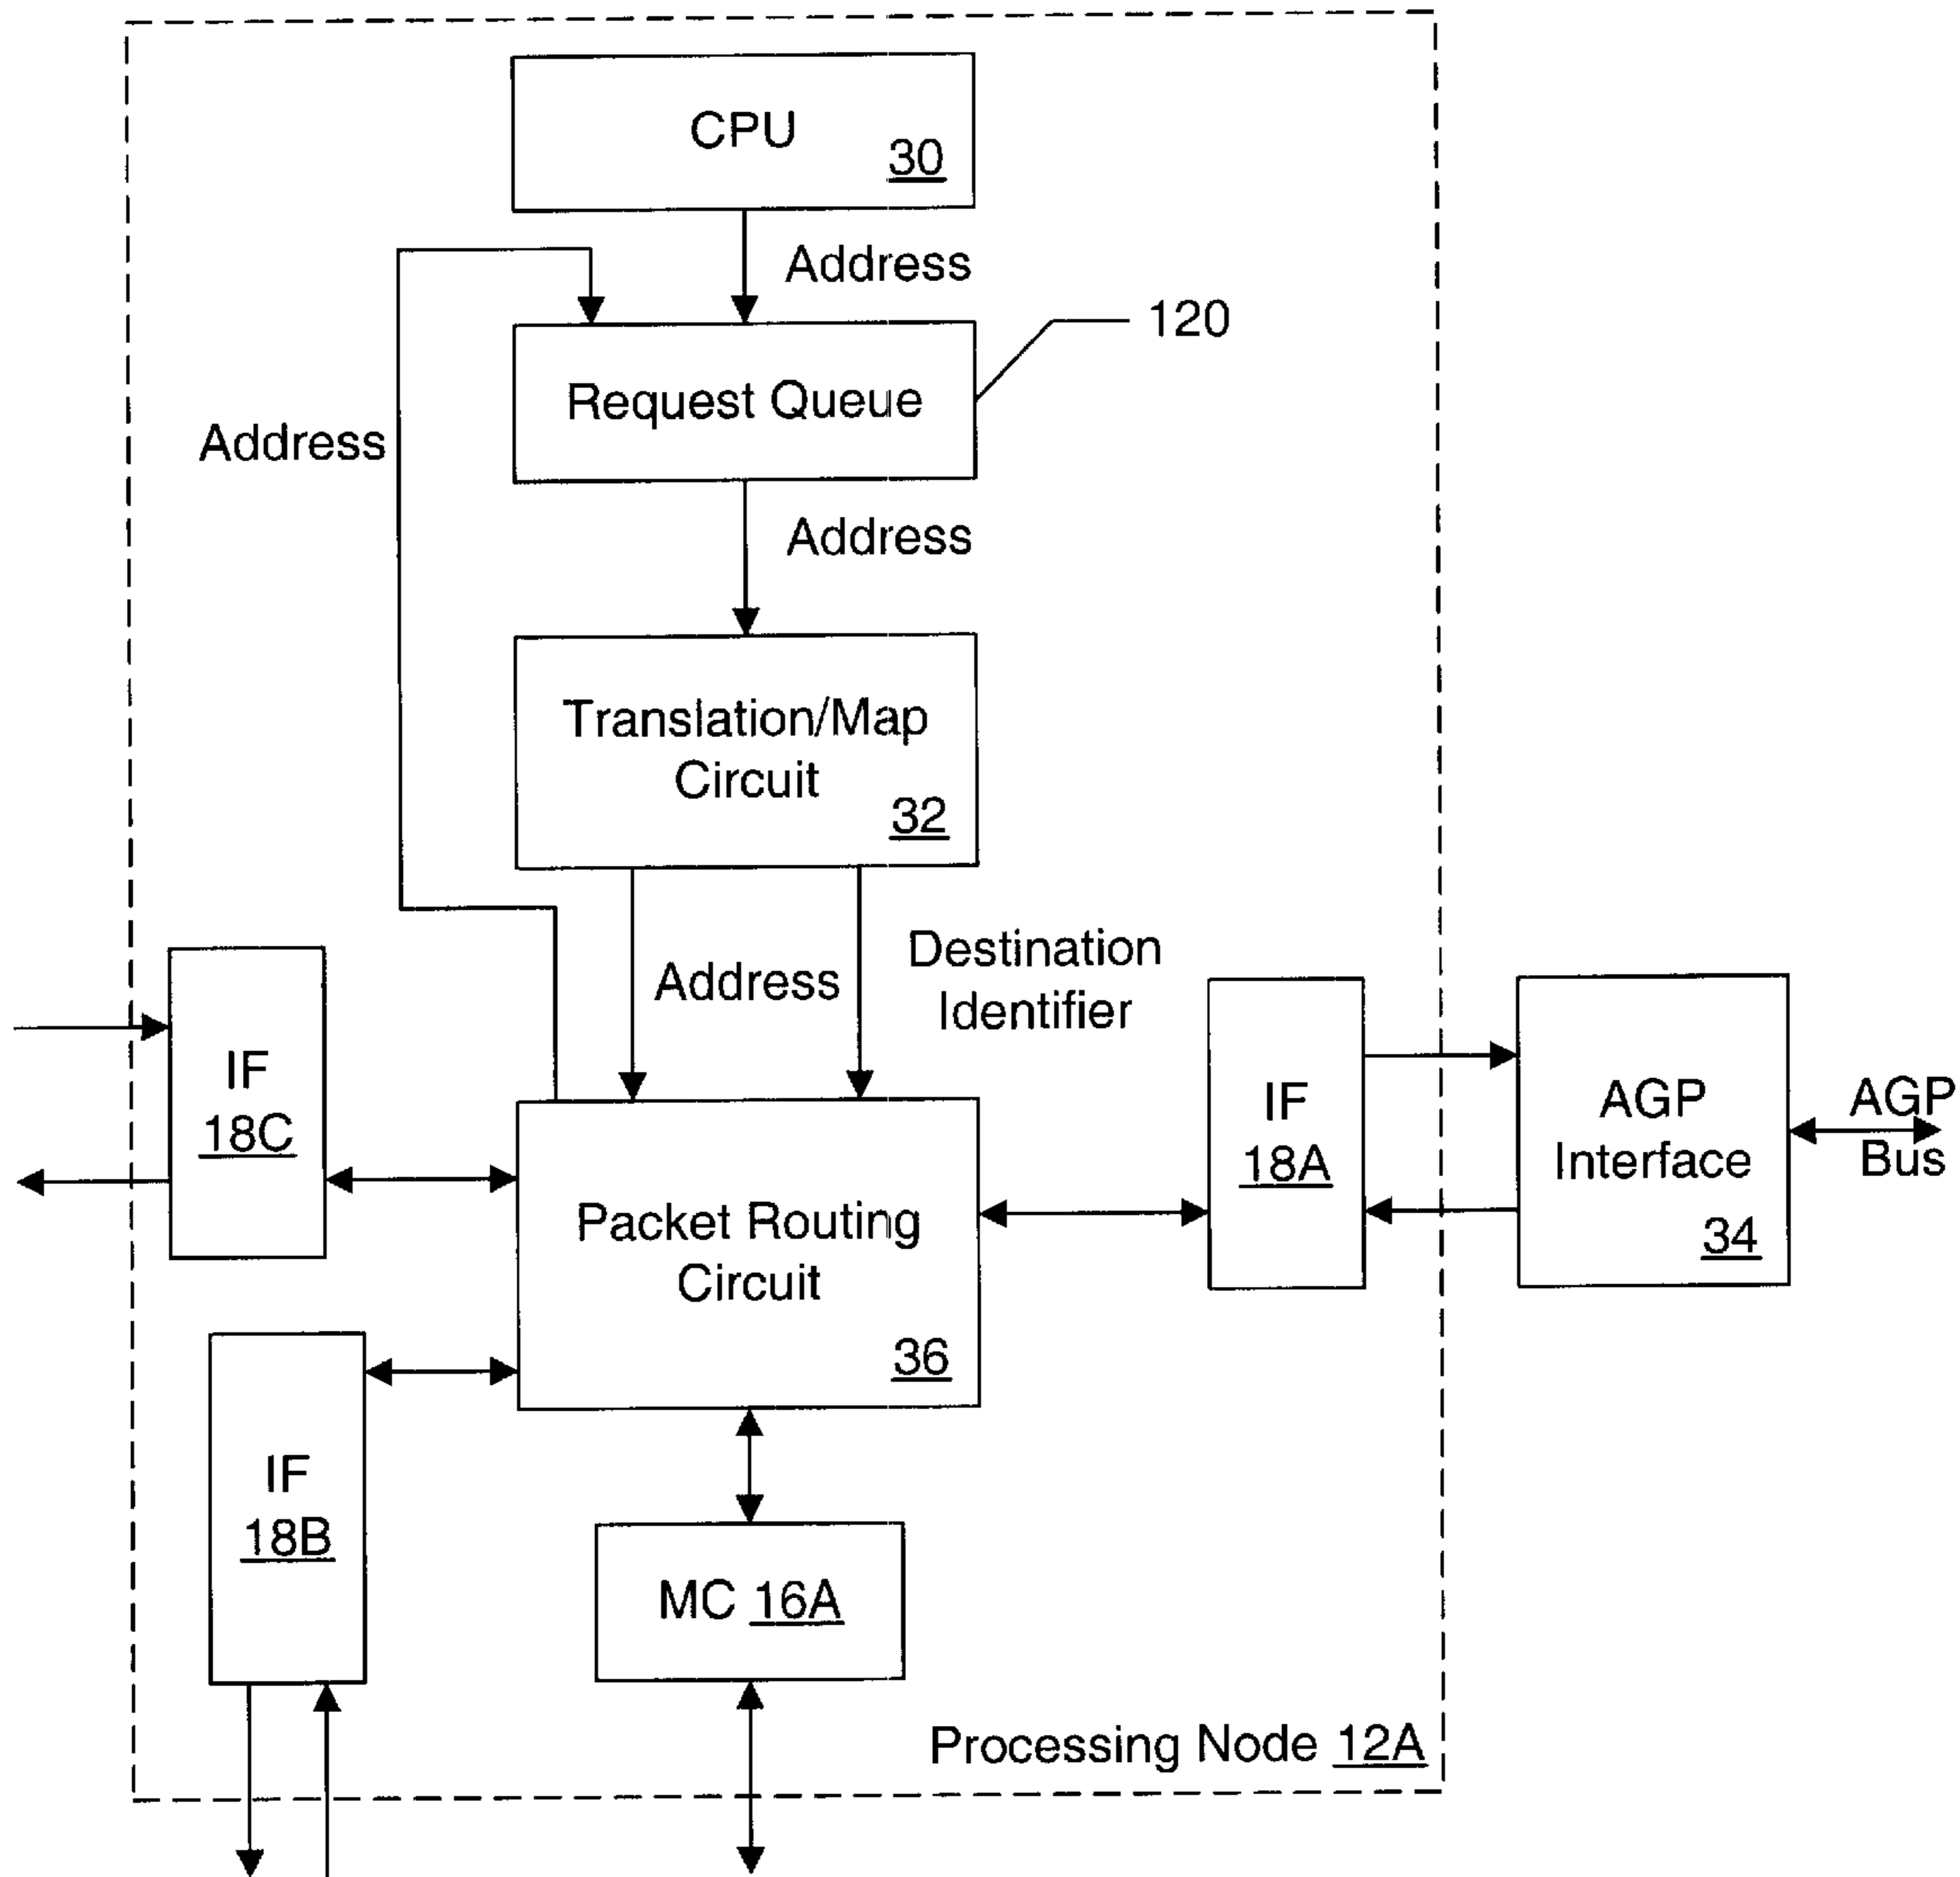 CPU
30
Address
120
Request Queue
Address
Address
Translation/Map
Circuit
32
Address
Destination
Identifier
IF
18C
IF
18A
AGP
Interface
34
AGP
Bus
Packet Routing
Circuit
36
IF
18B
MC 16A
Processing Node 12A